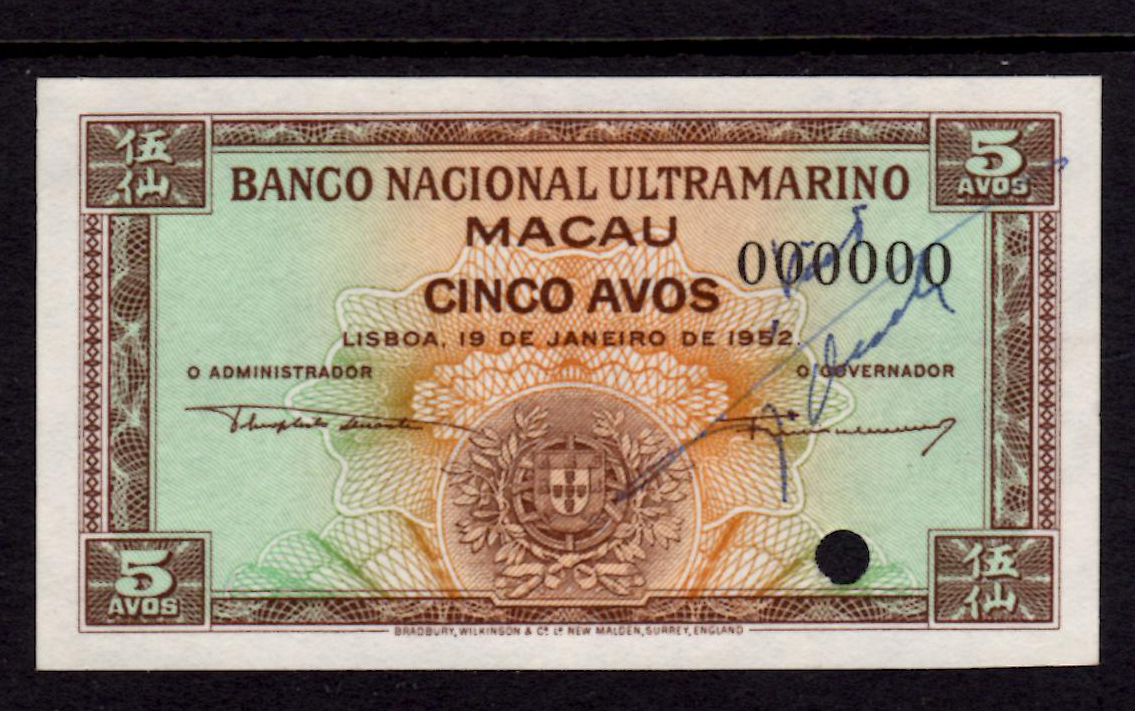 伍仙
5 AVOS
BANCO NACIONAL ULTRAMARINO
MACAU
000000
CINCO AVOS
LISBOA, 19 DE JANEIRO DE 1952.
O ADMINISTRADOR
O GOVERNADOR
5 AVOS
伍仙
BRADBURY, WILKINSON & Cº Lº NEW MALDEN, SURREY, ENGLAND